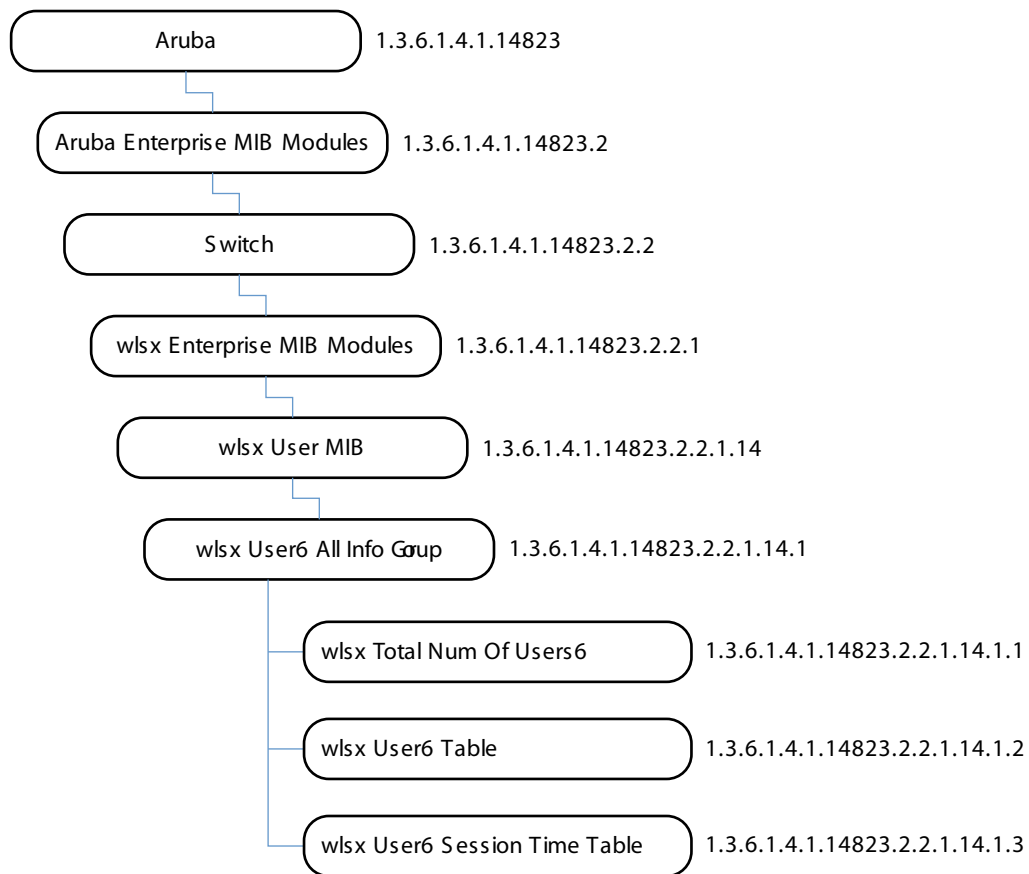 Aruba 1.3.6.1.4.1.14823
Aruba Enterprise MIB Modules 1.3.6.1.4.1.14823.2
Switch 1.3.6.1.4.1.14823.2.2
wlsx Enterprise MIB Modules 1.3.6.1.4.1.14823.2.2.1
wlsx User MIB 1.3.6.1.4.1.14823.2.2.1.14
wlsx User6 All Info Gorup 1.3.6.1.4.1.14823.2.2.1.14.1
wlsx Total Num Of Users6 1.3.6.1.4.1.14823.2.2.1.14.1.1
wlsx User6 Table 1.3.6.1.4.1.14823.2.2.1.14.1.2
wlsx User6 Session Time Table 1.3.6.1.4.1.14823.2.2.1.14.1.3